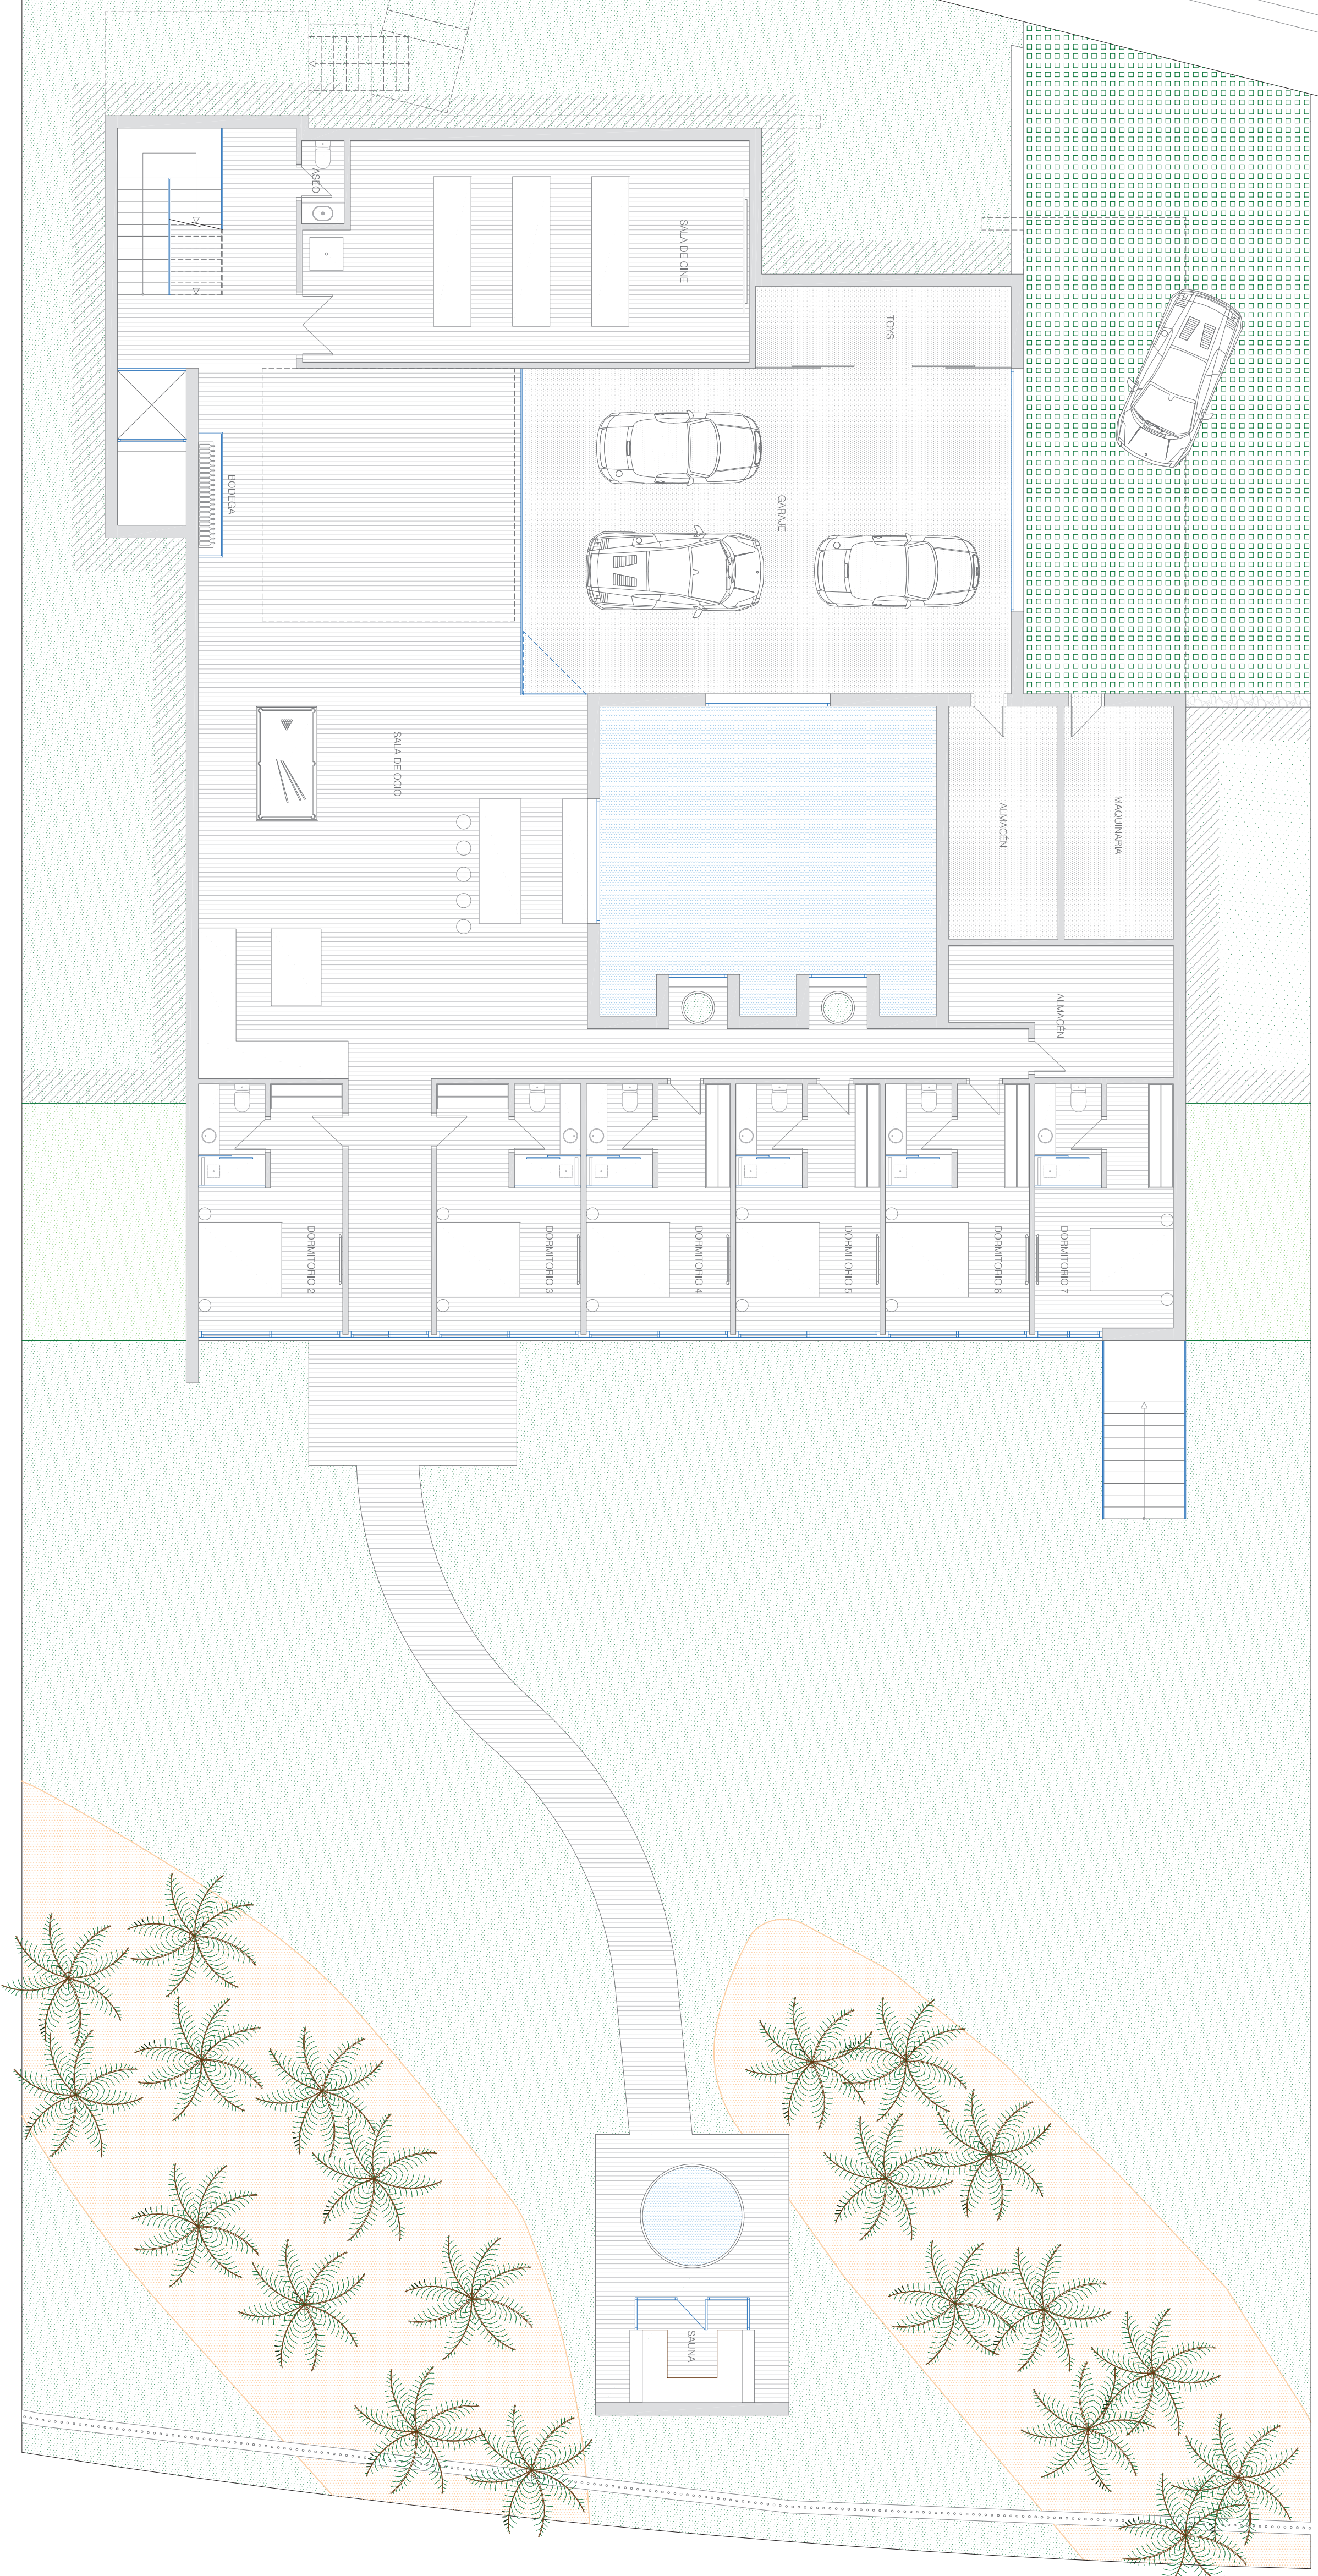 ASEO
SALA DE CINE
TOYS
BODEGA
GARAJE
SALA DE OCIO
ALMACÉN
MAQUINARIA
ALMACÉN
DORMITORIO 2
DORMITORIO 3
DORMITORIO 4
DORMITORIO 5
DORMITORIO 6
DORMITORIO 7
SAUNA